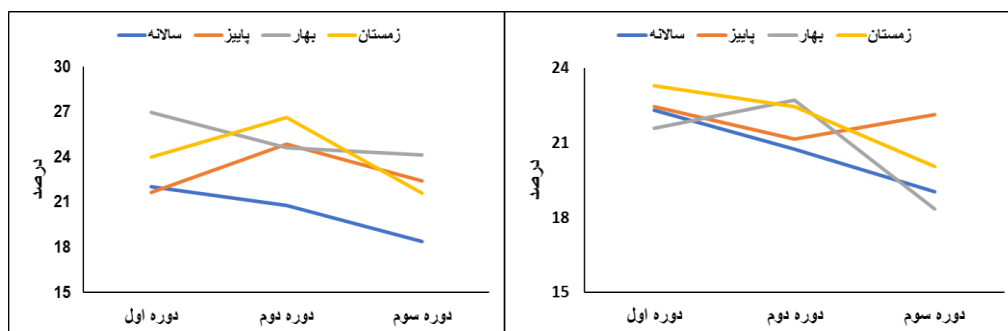 سالانه پاییز بهار زمستان
30
27
24
21
18
15
درصد
دوره اول دوره دوم دوره سوم
سالانه پاییز بهار زمستان
24
21
18
15
درصد
دوره اول دوره دوم دوره سوم